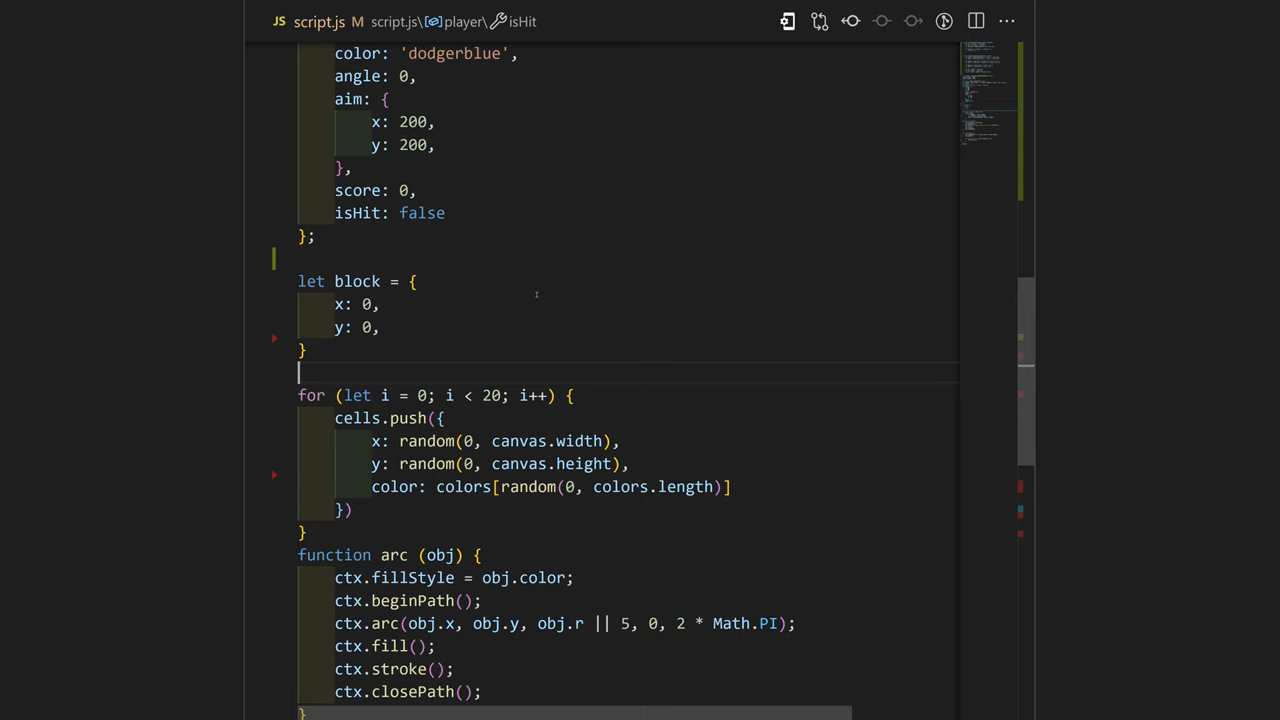 JS script.js M script.js\player\isHit
color: 'dodgerblue',
angle: 0,
aim: {
x: 200,
y: 200,
},
score: 0,
isHit: false
};
let block = {
x: 0,
y: 0,
}
for (let i = 0; i < 20; i++) {
cells.push({
x: random(0, canvas.width),
y: random(0, canvas.height),
color: colors[random(0, colors.length)]
})
}
function arc (obj) {
ctx.fillStyle = obj.color;
ctx.beginPath();
ctx.arc(obj.x, obj.y, obj.r || 5, 0, 2 * Math.PI);
ctx.fill();
ctx.stroke();
ctx.closePath();
}